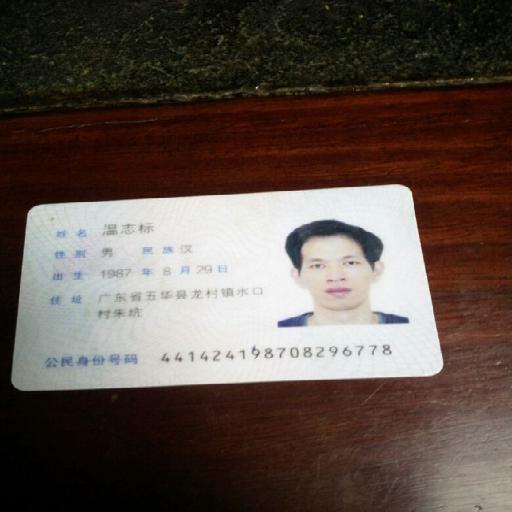 姓名 温志标
性别 男 民族 汉
出生 1987 年 8 月 29 日
住址 广东省五华县龙村镇水口
村朱坑
公民身份号码 441424198708296778